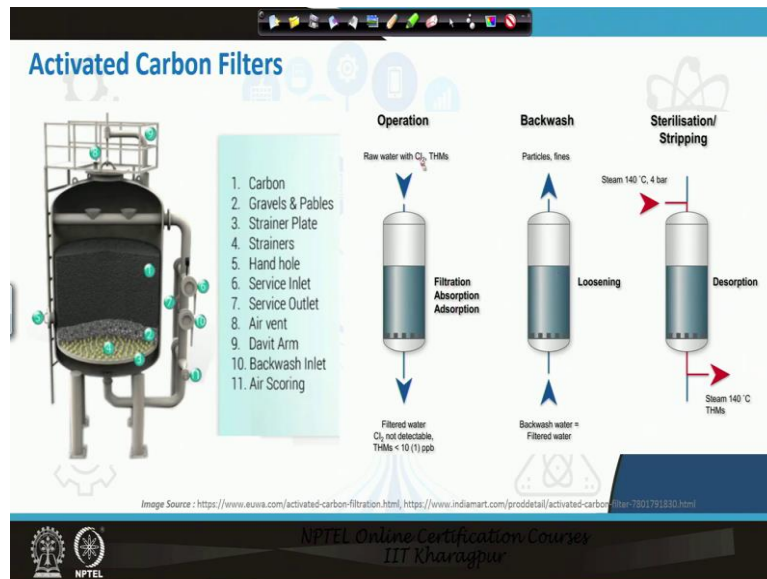 Activated Carbon Filters
1. Carbon
2. Gravels & Pables
3. Strainer Plate
4. Strainers
5. Hand hole
6. Service Inlet
7. Service Outlet
8. Air vent
9. Davit Arm
10. Backwash Inlet
11. Air Scoring
Operation
Raw water with Cl2, THMs
Filtration
Absorption
Adsorption
Filtered water
Cl2 not detectable,
THMs < 10 (1) ppb
Backwash
Particles, fines
Loosening
Backwash water =
Filtered water
Sterilisation/
Stripping
Steam 140 ˚C, 4 bar
Desorption
Steam 140 ˚C
THMs
Image Source : https://www.euwa.com/activated-carbon-filtration.html, https://www.indiamart.com/proddetail/activated-carbon-filter-7801791830.html
NPTEL
NPTEL Online Certification Courses
IIT Kharagpur